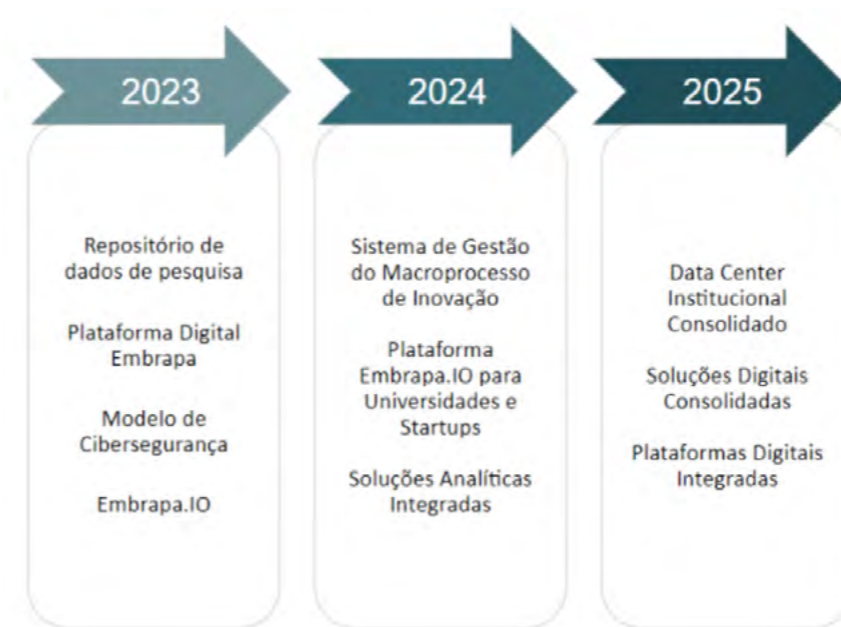 2023
Repositório de
dados de pesquisa
Plataforma Digital
Embrapa
Modelo de
Cibersegurança
Embrapa.IO
2024
Sistema de Gestão
do Macroprocesso
de Inovação
Plataforma
Embrapa.IO para
Universidades e
Startups
Soluções Analíticas
Integradas
2025
Data Center
Institucional
Consolidado
Soluções Digitais
Consolidadas
Plataformas Digitais
Integradas